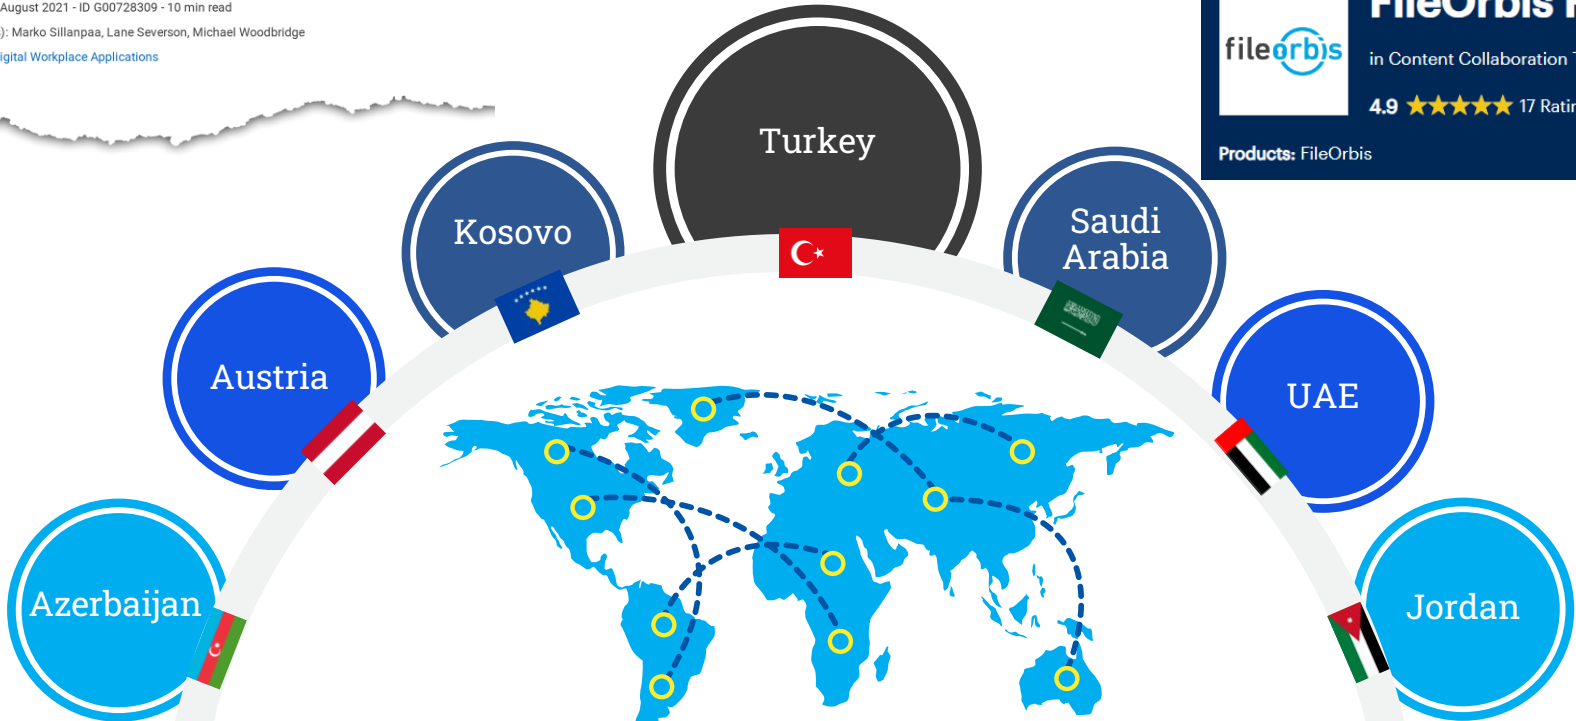 August 2021 - ID G00728309 - 10 min read
): Marko Sillanpaa, Lane Severson, Michael Woodbridge
igital Workplace Applications
FileOrbis
fileorbis
in Content Collaboration
4.9 ★★★★★ 17
Products: FileOrbis
Turkey
Kosovo
Saudi
Arabia
Austria
UAE
Azerbaijan
Jordan